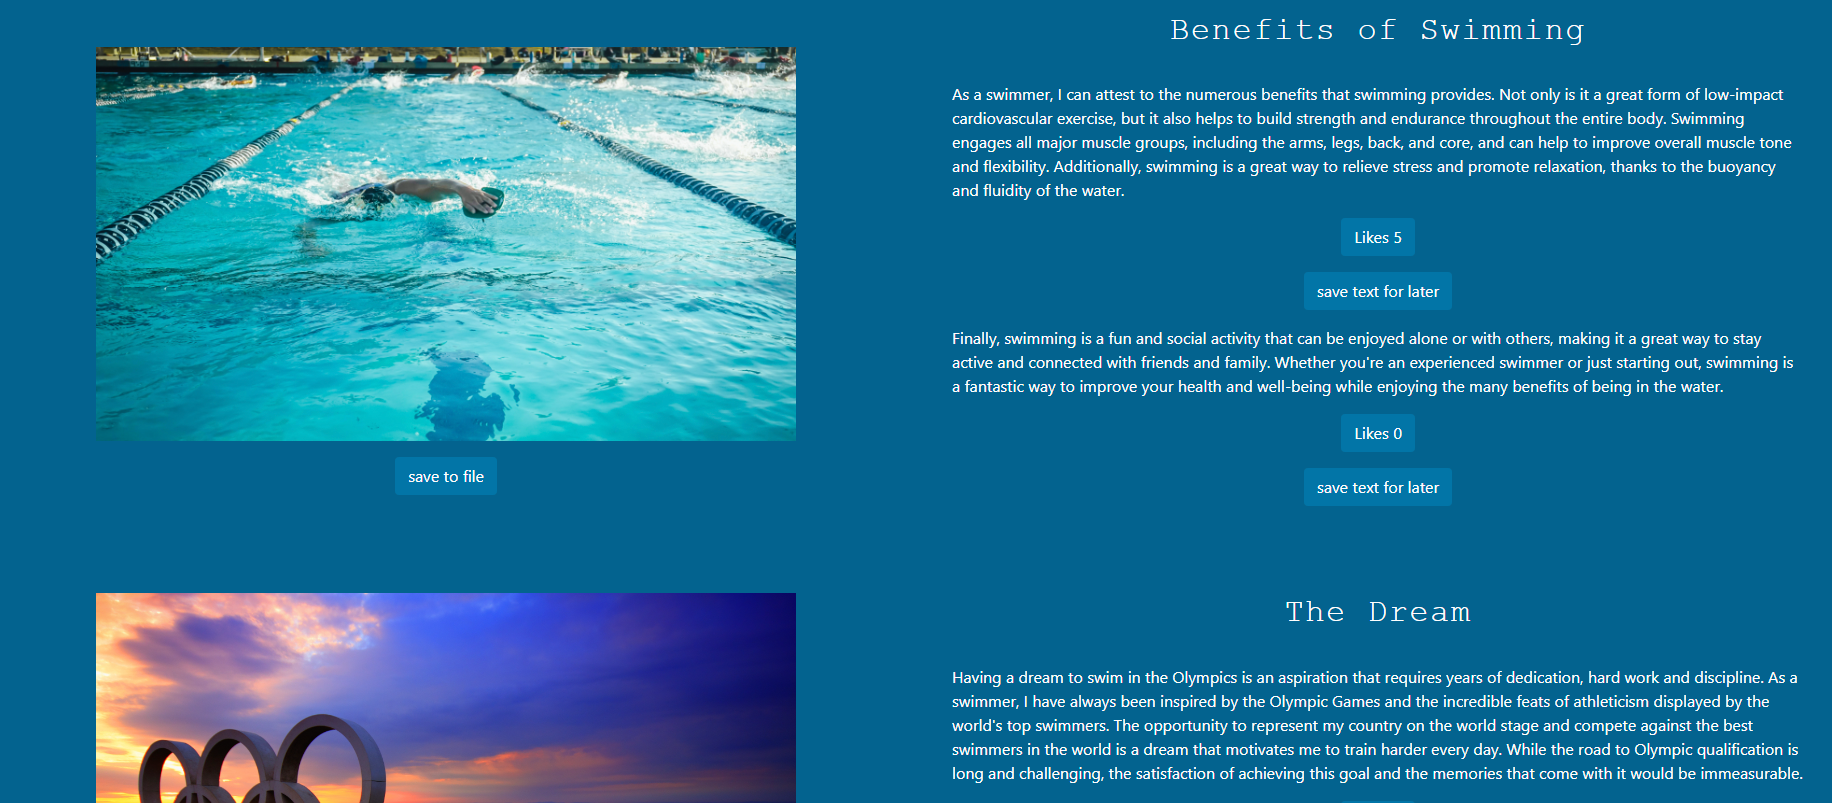 Benefits of Swimming
As a swimmer, I can attest to the numerous benefits that swimming provides. Not only is it a great form of low-impact
cardiovascular exercise, but it also helps to build strength and endurance throughout the entire body. Swimming
engages all major muscle groups, including the arms, legs, back, and core, and can help to improve overall muscle tone
and flexibility. Additionally, swimming is a great way to relieve stress and promote relaxation, thanks to the buoyancy
and fluidity of the water.
Likes 5
save text for later
Finally, swimming is a fun and social activity that can be enjoyed alone or with others, making it a great way to stay
active and connected with friends and family. Whether you're an experienced swimmer or just starting out, swimming is
a fantastic way to improve your health and well-being while enjoying the many benefits of being in the water.
Likes 0
save to file
save text for later
The Dream
Having a dream to swim in the Olympics is an aspiration that requires years of dedication, hard work and discipline. As a
swimmer, I have always been inspired by the Olympic Games and the incredible feats of athleticism displayed by the
world's top swimmers. The opportunity to represent my country on the world stage and compete against the best
swimmers in the world is a dream that motivates me to train harder every day. While the road to Olympic qualification is
long and challenging, the satisfaction of achieving this goal and the memories that come with it would be immeasurable.